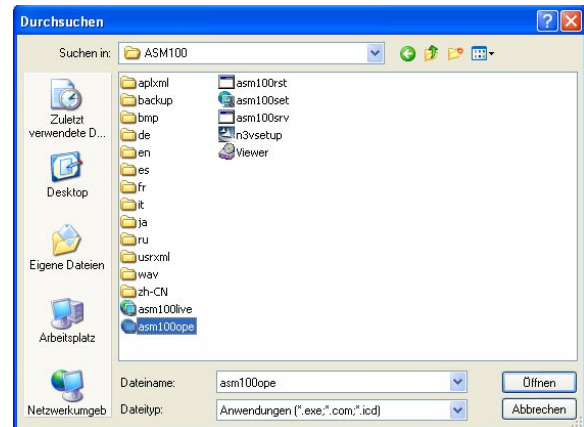 Durchsuchen
Suchen in: ASM100
Zuletzt
verwendete D...
Desktop
Eigene Dateien
Arbeitsplatz
Netzwerkumgeb
aplxml
backup
bmp
de
en
es
fr
it
ja
ru
usrxml
wav
zh-CN
asm100live
asm100ope
asm100rst
asm100set
asm100srv
n3vsetup
Viewer
Dateiname: asm100ope Öffnen
Dateityp: Anwendungen (*.exe;*.com;*.icd) Abbrechen